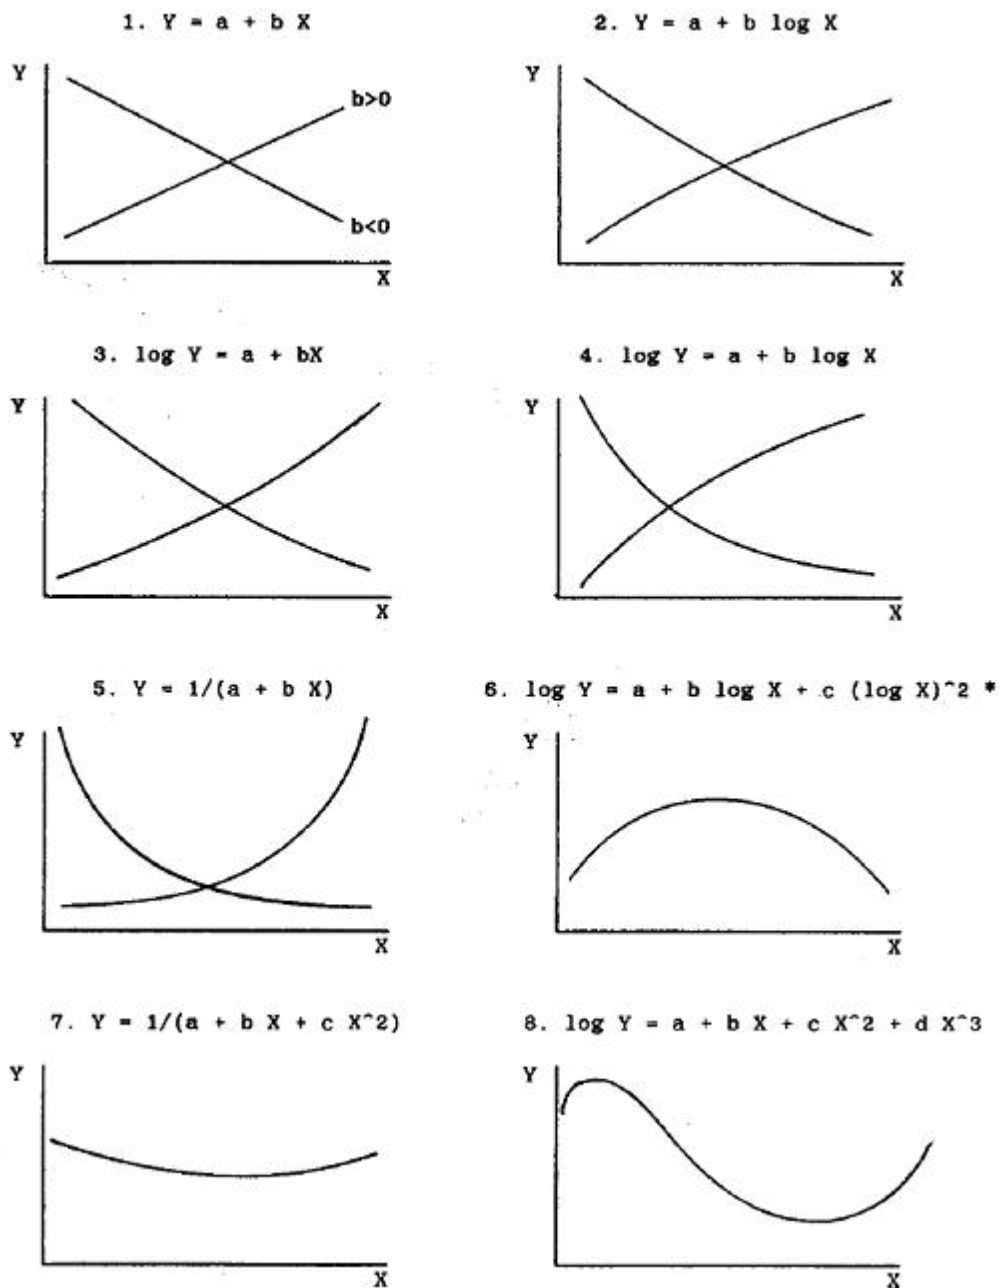 1. Y = a + b X
2. Y = a + b log X
Y
b>0
b<0
X
Y
X
3. log Y = a + bX
4. log Y = a + b log X
Y
X
Y
X
5. Y = 1/(a + b X)
6. log Y = a + b log X + c (log X)^2 *
Y
X
Y
X
7. Y = 1/(a + b X + c X^2)
8. log Y = a + b X + c X^2 + d X^3
Y
X
Y
X